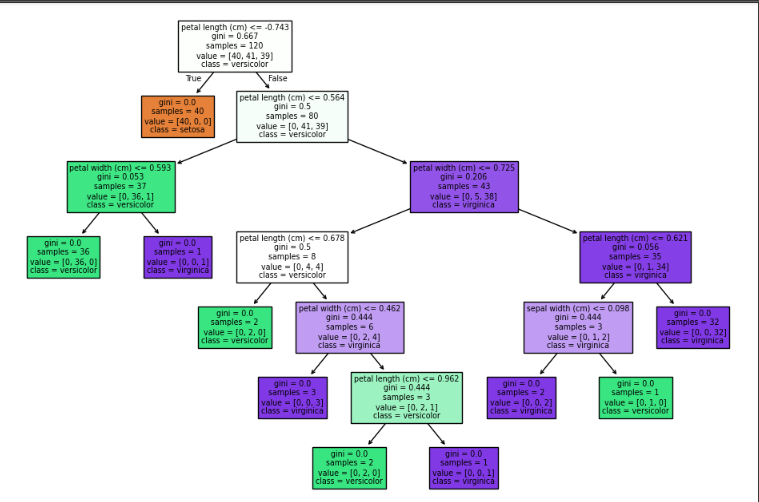 petal length (cm) <= -0.743
gini = 0.667
samples = 120
value = [40, 41, 39]
class = versicolor
True
False
gini = 0.0
samples = 40
value = [40, 0, 0]
class = setosa
petal length (cm) <= 0.564
gini = 0.5
samples = 80
value = [0, 41, 39]
class = versicolor
petal width (cm) <= 0.593
gini = 0.053
samples = 37
value = [0, 36, 1]
class = versicolor
petal width (cm) <= 0.725
gini = 0.206
samples = 43
value = [0, 5, 38]
class = virginica
gini = 0.0
samples = 36
value = [0, 36, 0]
class = versicolor
gini = 0.0
samples = 1
value = [0, 0, 1]
class = virginica
petal length (cm) <= 0.678
gini = 0.5
samples = 8
value = [0, 4, 4]
class = versicolor
petal length (cm) <= 0.621
gini = 0.056
samples = 35
value = [0, 1, 34]
class = virginica
gini = 0.0
samples = 2
value = [0, 2, 0]
class = versicolor
petal width (cm) <= 0.462
gini = 0.444
samples = 6
value = [0, 2, 4]
class = virginica
sepal width (cm) <= 0.098
gini = 0.444
samples = 3
value = [0, 1, 2]
class = virginica
gini = 0.0
samples = 32
value = [0, 0, 32]
class = virginica
gini = 0.0
samples = 3
value = [0, 0, 3]
class = virginica
petal length (cm) <= 0.962
gini = 0.444
samples = 3
value = [0, 2, 1]
class = versicolor
gini = 0.0
samples = 2
value = [0, 0, 2]
class = virginica
gini = 0.0
samples = 1
value = [0, 1, 0]
class = versicolor
gini = 0.0
samples = 2
value = [0, 2, 0]
class = versicolor
gini = 0.0
samples = 1
value = [0, 0, 1]
class = virginica